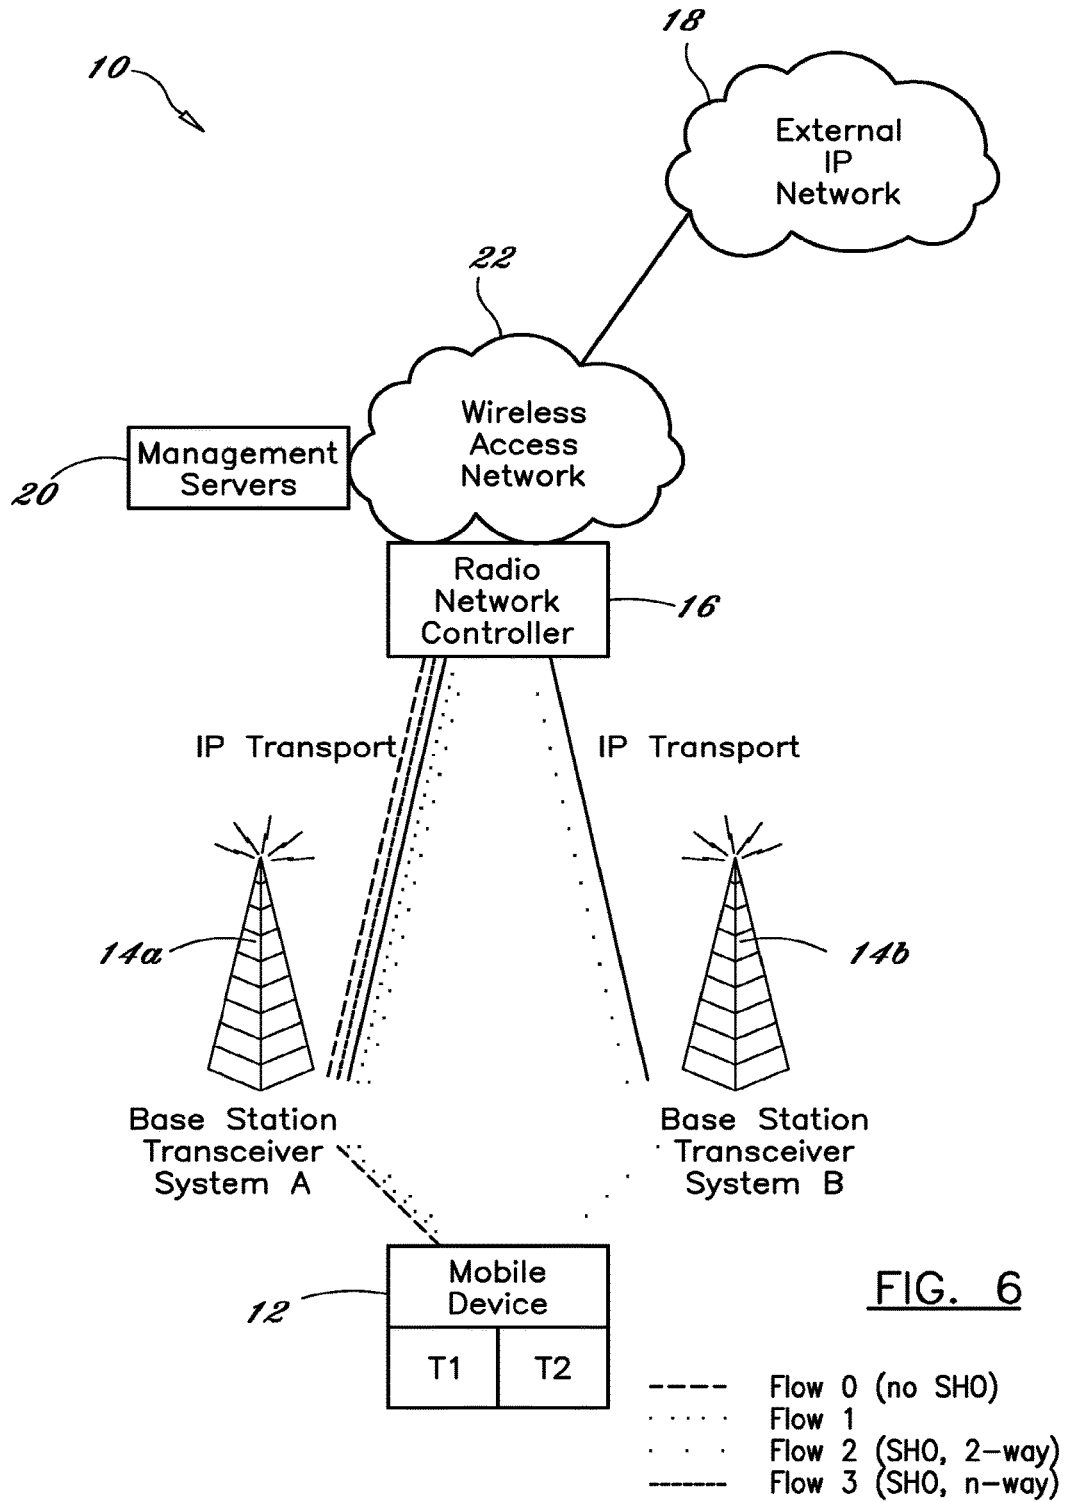 18
10
External
IP
Network
22
Wireless
Access
Network
Management
Servers
20
Radio
Network
Controller
16
IP Transport
IP Transport
14a
14b
Base Station
Transceiver
System A
Base Station
Transceiver
System B
Mobile
Device
12
T1
T2
FIG. 6
Flow 0 (no SHO)
Flow 1
Flow 2 (SHO, 2-way)
Flow 3 (SHO, n-way)